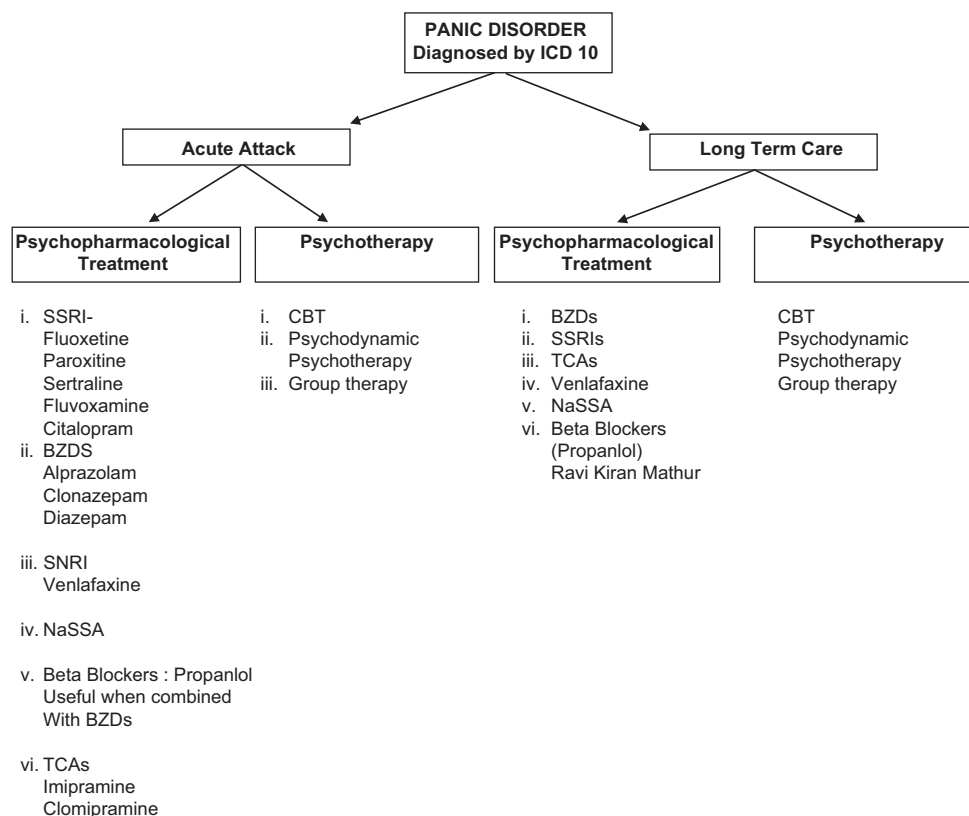 PANIC DISORDER
Diagnosed by ICD 10
Acute Attack
Long Term Care
Psychopharmacological
Treatment
Psychotherapy
Psychopharmacological
Treatment
Psychotherapy
i. SSRI-
Fluoxetine
Paroxitine
Sertraline
Fluvoxamine
Citalopram
ii. BZDS
Alprazolam
Clonazepam
Diazepam
iii. SNRI
Venlafaxine
iv. NaSSA
v. Beta Blockers : Propanlol
Useful when combined
With BZDs
vi. TCAs
Imipramine
Clomipramine
i. CBT
ii. Psychodynamic
Psychotherapy
iii. Group therapy
i. BZDs
ii. SSRIs
iii. TCAs
iv. Venlafaxine
v. NaSSA
vi. Beta Blockers
(Propanlol)
Ravi Kiran Mathur
CBT
Psychodynamic
Psychotherapy
Group therapy